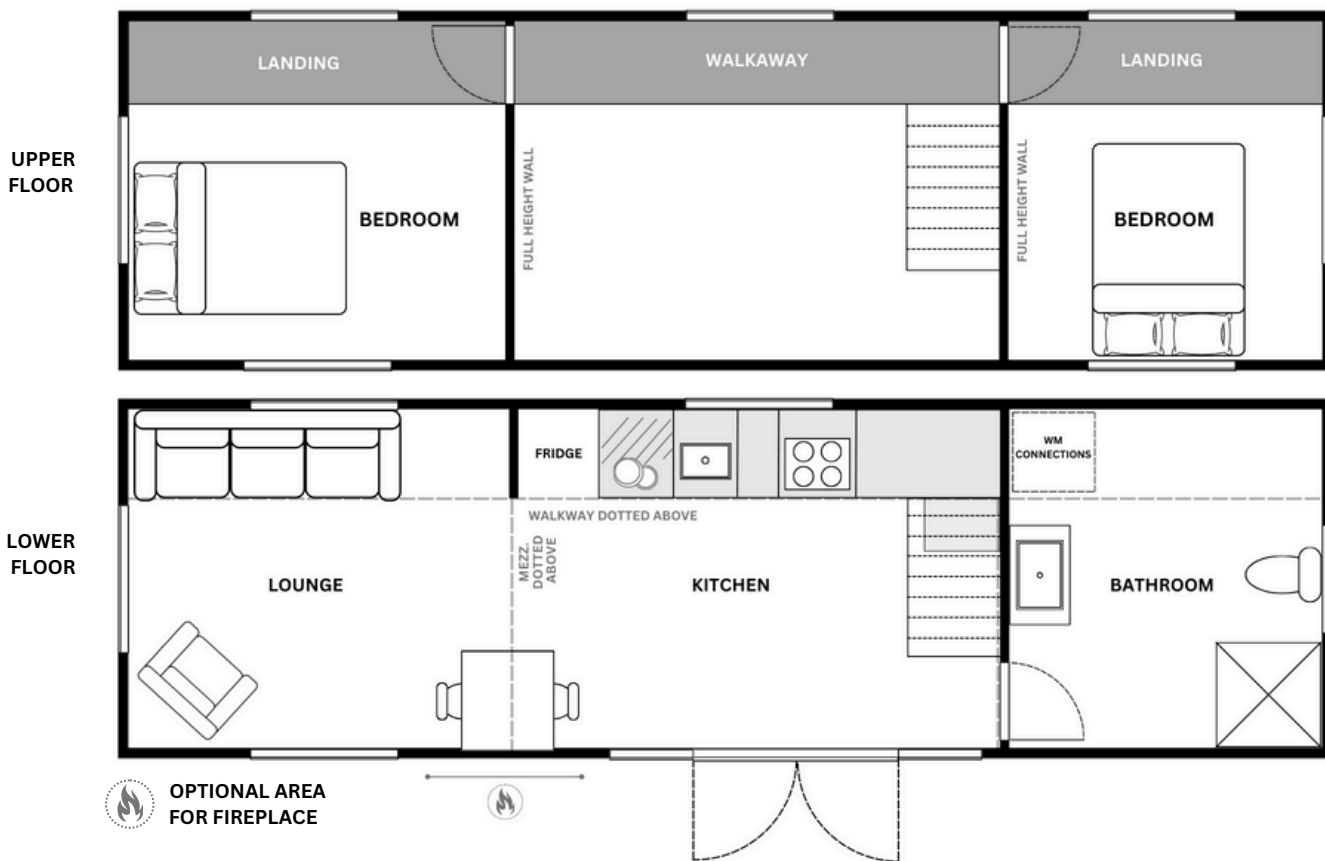 LANDING
WALKAWAY
LANDING
UPPER
FLOOR
BEDROOM
FULL HEIGHT WALL
FULL HEIGHT WALL
BEDROOM
FRIDGE
WM
CONNECTIONS
WALKWAY DOTTED ABOVE
LOWER
FLOOR
MEZZ.
DOTTED
ABOVE
LOUNGE
KITCHEN
BATHROOM
OPTIONAL AREA
FOR FIREPLACE